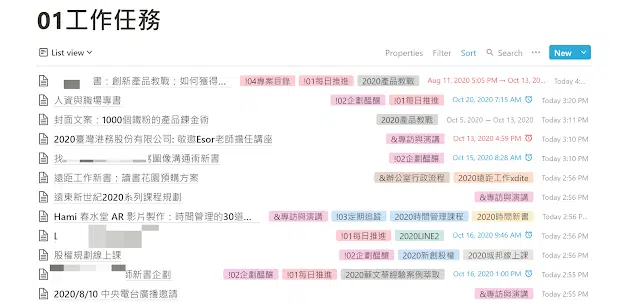 01工作任務
List view Properties Filter Sort Search ··· New
書：創新產品教戰；如何獲得... !04專案目錄 !01每日推進 2020產品教戰 Aug 11, 2020 5:05 PM → Oct 13, 20... Today 4:...
人資與職場專書 !02企劃醞釀 !01每日推進 Oct 20, 2020 7:15 AM Today 3:20 PM
封面文案：1000個鐵粉的產品鍊金術 2020產品教戰 Oct 5, 2020 → Oct 13, 2020 Today 3:11 PM
2020臺灣港務股份有限公司: 敬邀Esor老師擔任講座 &專訪與演講 Oct 13, 2020 4:59 PM Today 3:10 PM
找 圖像溝通術新書 !02企劃醞釀 Oct 15, 2020 8:28 AM Today 3:10 PM
遠距工作新書：讀書花園預購方案 &辦公室行政流程 2020遠距工作xdite Today 2:56 PM
遠東新世紀2020系列課程規劃 &專訪與演講 Today 2:56 PM
Hami 春水堂 AR 影片製作：時間管理的30道... &專訪與演講 !03定期追蹤 2020時間管理課程 2020時間新書 Today 2:56 P...
L !01每日推進 2020LINE2 Oct 16, 2020 9:46 AM Today 2:56 PM
股權規劃線上課 !02企劃醞釀 2020新創股權 2020城邦線上課 Today 2:56 PM
師新書企劃 !02企劃醞釀 !01每日推進 2020蘇文華經驗案例萃取 Oct 16, 2020 1:00 PM Today 2:55 PM
2020/8/10 中央電台廣播邀請 &專訪與演講 Today 2:55 PM